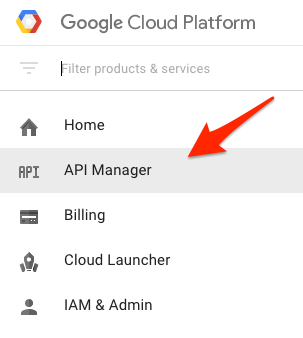 Google Cloud Platform
Filter products & services
Home
API API Manager
Billing
Cloud Launcher
IAM & Admin